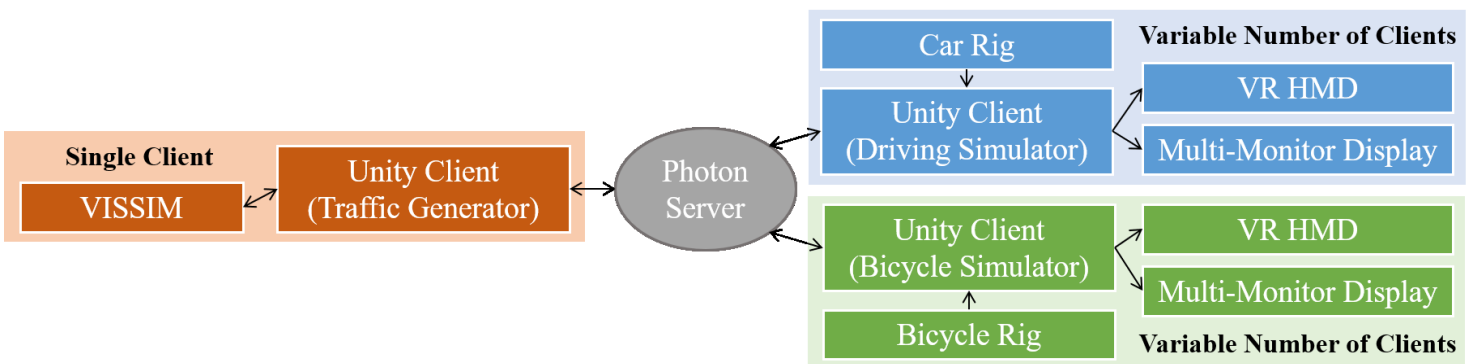 Single Client
VISSIM
Unity Client
(Traffic Generator)
Photon
Server
Car Rig
Variable Number of Clients
Unity Client
(Driving Simulator)
VR HMD
Multi-Monitor Display
Unity Client
(Bicycle Simulator)
VR HMD
Multi-Monitor Display
Bicycle Rig
Variable Number of Clients